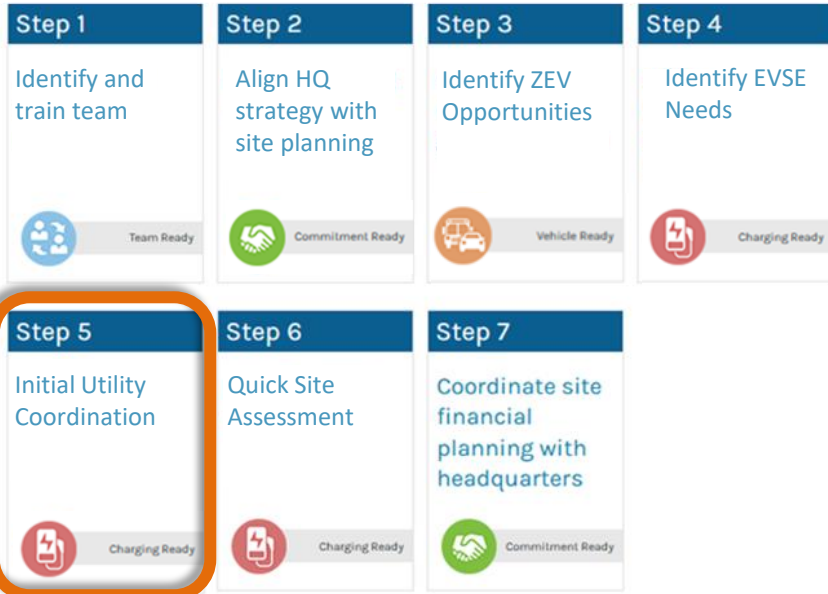 Step 1
Identify and
train team
Team Ready
Step 2
Align HQ
strategy with
site planning
Commitment Ready
Step 3
Identify ZEV
Opportunities
Vehicle Ready
Step 4
Identify EVSE
Needs
Charging Ready
Step 5
Initial Utility
Coordination
Charging Ready
Step 6
Quick Site
Assessment
Charging Ready
Step 7
Coordinate site
financial
planning with
headquarters
Commitment Ready